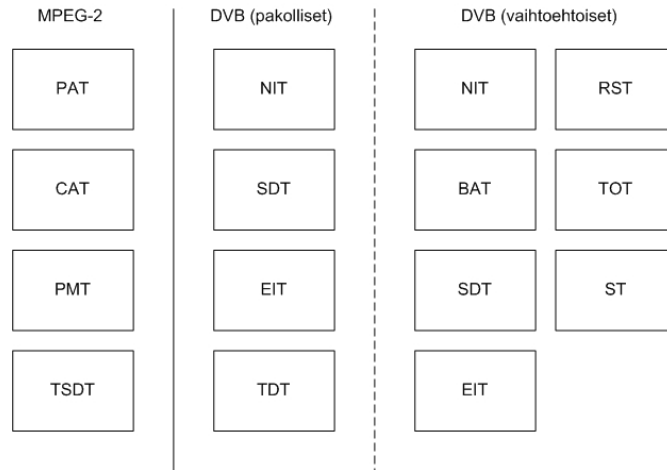 MPEG-2
DVB (pakolliset)
DVB (vaihtoehtoiset)
PAT
NIT
NIT
RST
CAT
SDT
BAT
TOT
PMT
EIT
SDT
ST
TSDT
TDT
EIT